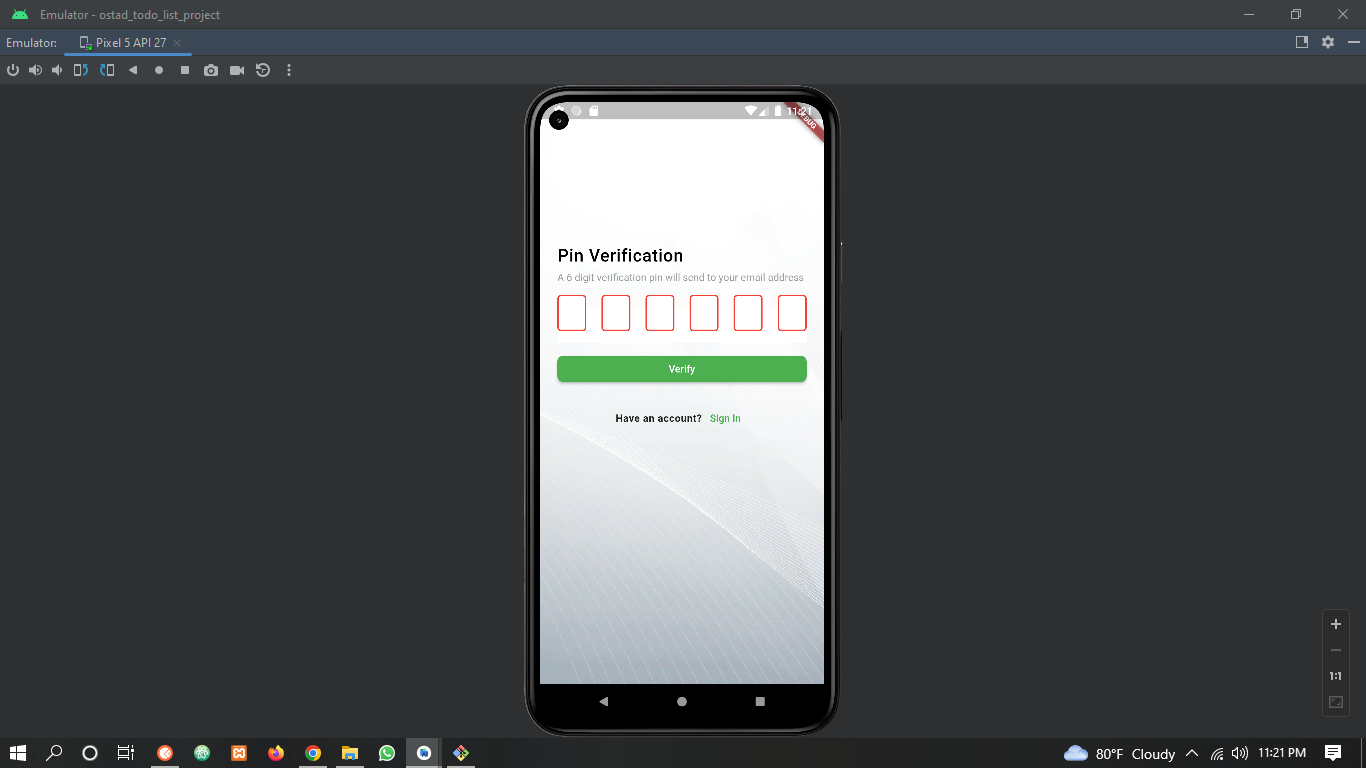 Emulator - ostad_todo_list_project
Emulator: Pixel 5 API 27
11:21
DEBUG
Pin Verification
A 6 digit verification pin will send to your email address
Verify
Have an account? Sign In
1:1
80°F Cloudy 11:21 PM